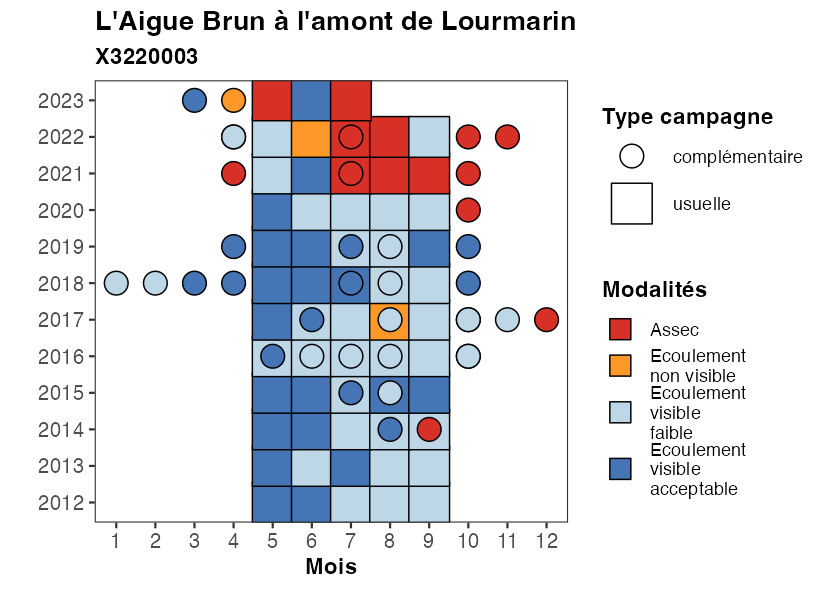 L'Aigue Brun à l'amont de Lourmarin
X3220003
2023
2022
2021
2020
2019
2018
2017
2016
2015
2014
2013
2012
1 2 3 4 5 6 7 8 9 10 11 12
Mois
Type campagne
complémentaire
usuelle
Modalités
Assec
Ecoulement
non visible
Ecoulement
visible
faible
Ecoulement
visible
acceptable